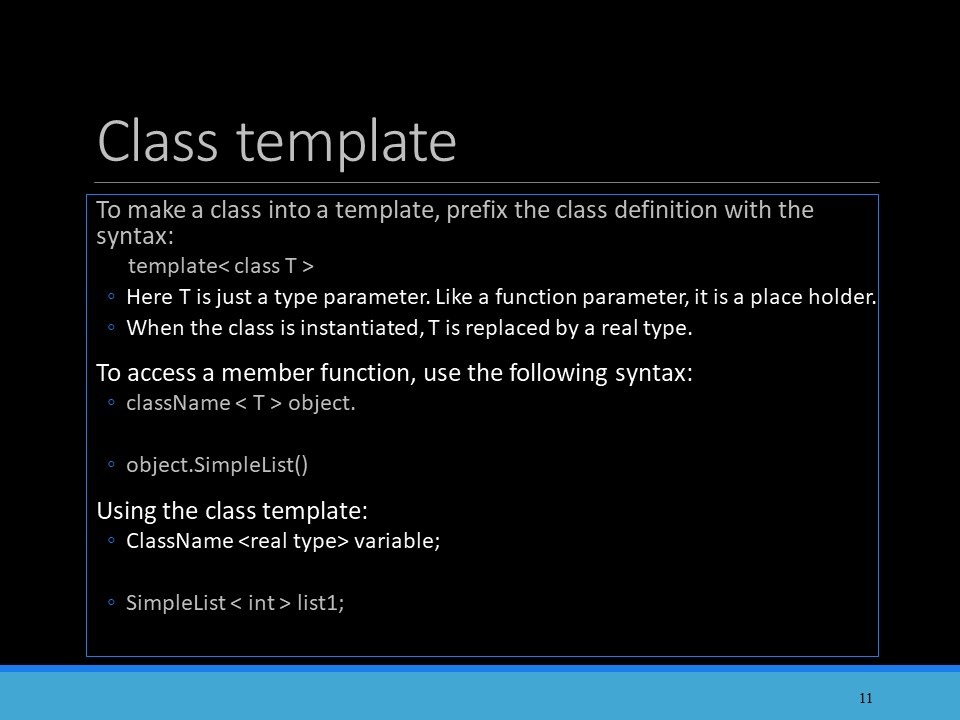 Class template
To make a class into a template, prefix the class definition with the
syntax:
template< class T >
◦ Here T is just a type parameter. Like a function parameter, it is a place holder.
◦ When the class is instantiated, T is replaced by a real type.
To access a member function, use the following syntax:
◦ className < T > object.
◦ object.SimpleList()
Using the class template:
◦ ClassName <real type> variable;
◦ SimpleList < int > list1;
11